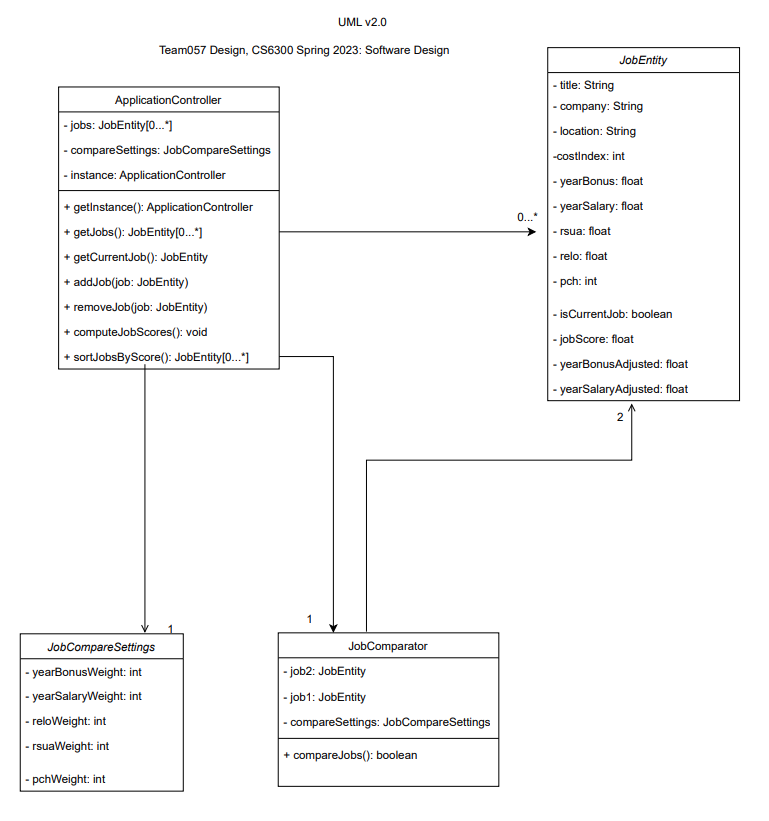 UML v2.0
Team057 Design, CS6300 Spring 2023: Software Design
ApplicationController
- jobs: JobEntity[0...*]
- compareSettings: JobCompareSettings
- instance: ApplicationController
+ getInstance(): ApplicationController
+ getJobs(): JobEntity[0...*]
+ getCurrentJob(): JobEntity
+ addJob(job: JobEntity)
+ removeJob(job: JobEntity)
+ computeJobScores(): void
+ sortJobsByScore(): JobEntity[0...*]
0...*
JobEntity
- title: String
- company: String
- location: String
-costIndex: int
- yearBonus: float
- yearSalary: float
- rsua: float
- relo: float
- pch: int
- isCurrentJob: boolean
- jobScore: float
- yearBonusAdjusted: float
- yearSalaryAdjusted: float
2
1
JobCompareSettings
- yearBonusWeight: int
- yearSalaryWeight: int
- reloWeight: int
- rsuaWeight: int
- pchWeight: int
1
JobComparator
- job2: JobEntity
- job1: JobEntity
- compareSettings: JobCompareSettings
+ compareJobs(): boolean